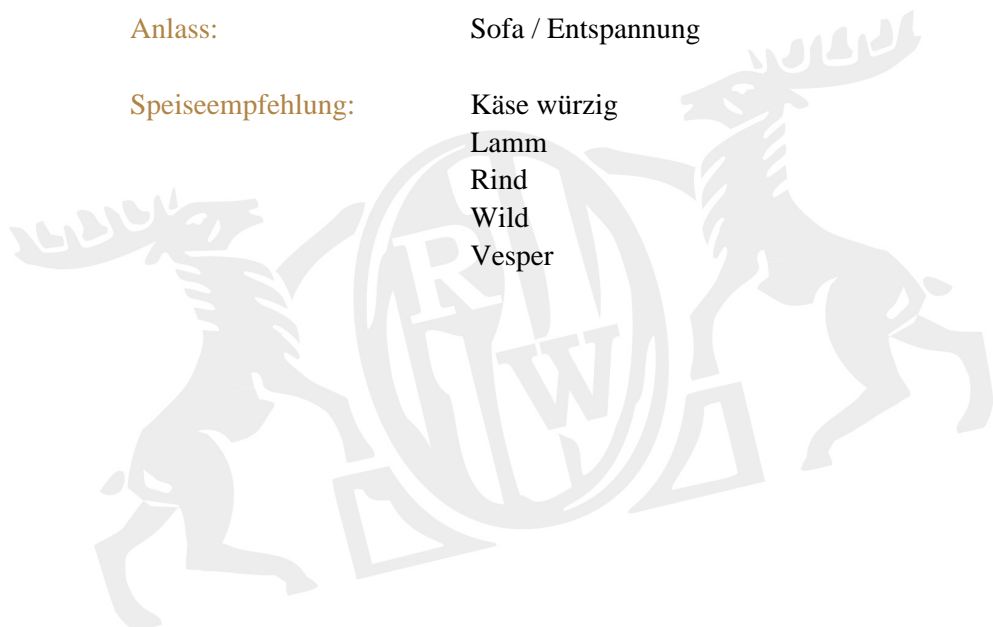 Anlass: Sofa / Entspannung
Speiseempfehlung: Käse würzig
Lamm
Rind
Wild
Vesper
R
W